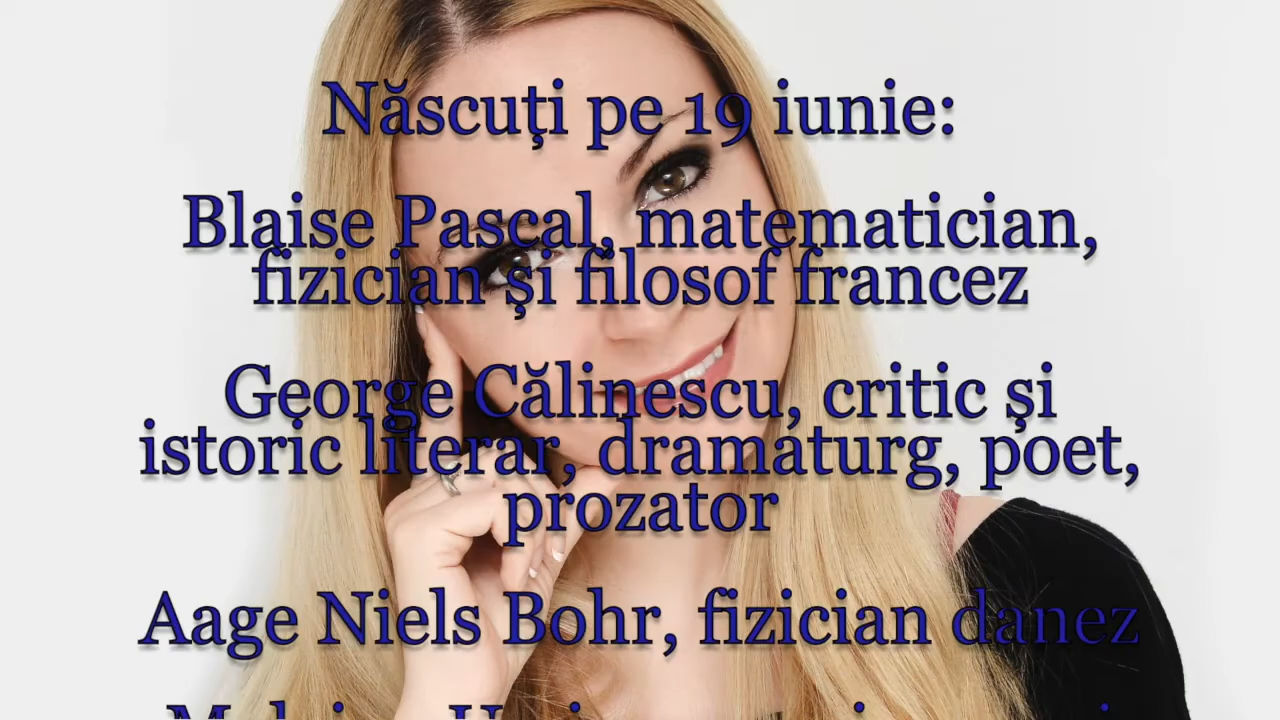 Născuți pe 19 iunie:
Blaise Pascal, matematician,
fizician și filosof francez
George Călinescu, critic și
istoric literar, dramaturg, poet,
prozator
Aage Niels Bohr, fizician danez